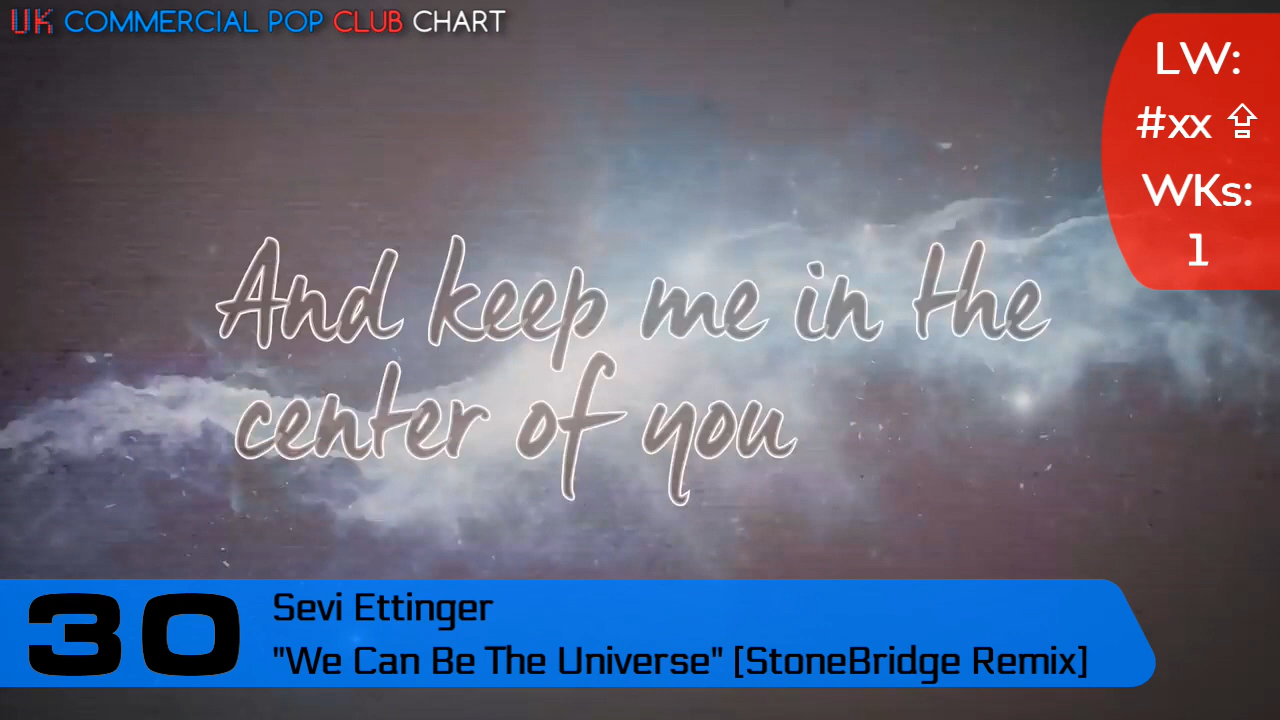 UK COMMERCIAL POP CLUB CHART
LW:
#xx ⇪
WKs:
1
And keep me in the
center of you
30
Sevi Ettinger
"We Can Be The Universe" [StoneBridge Remix]